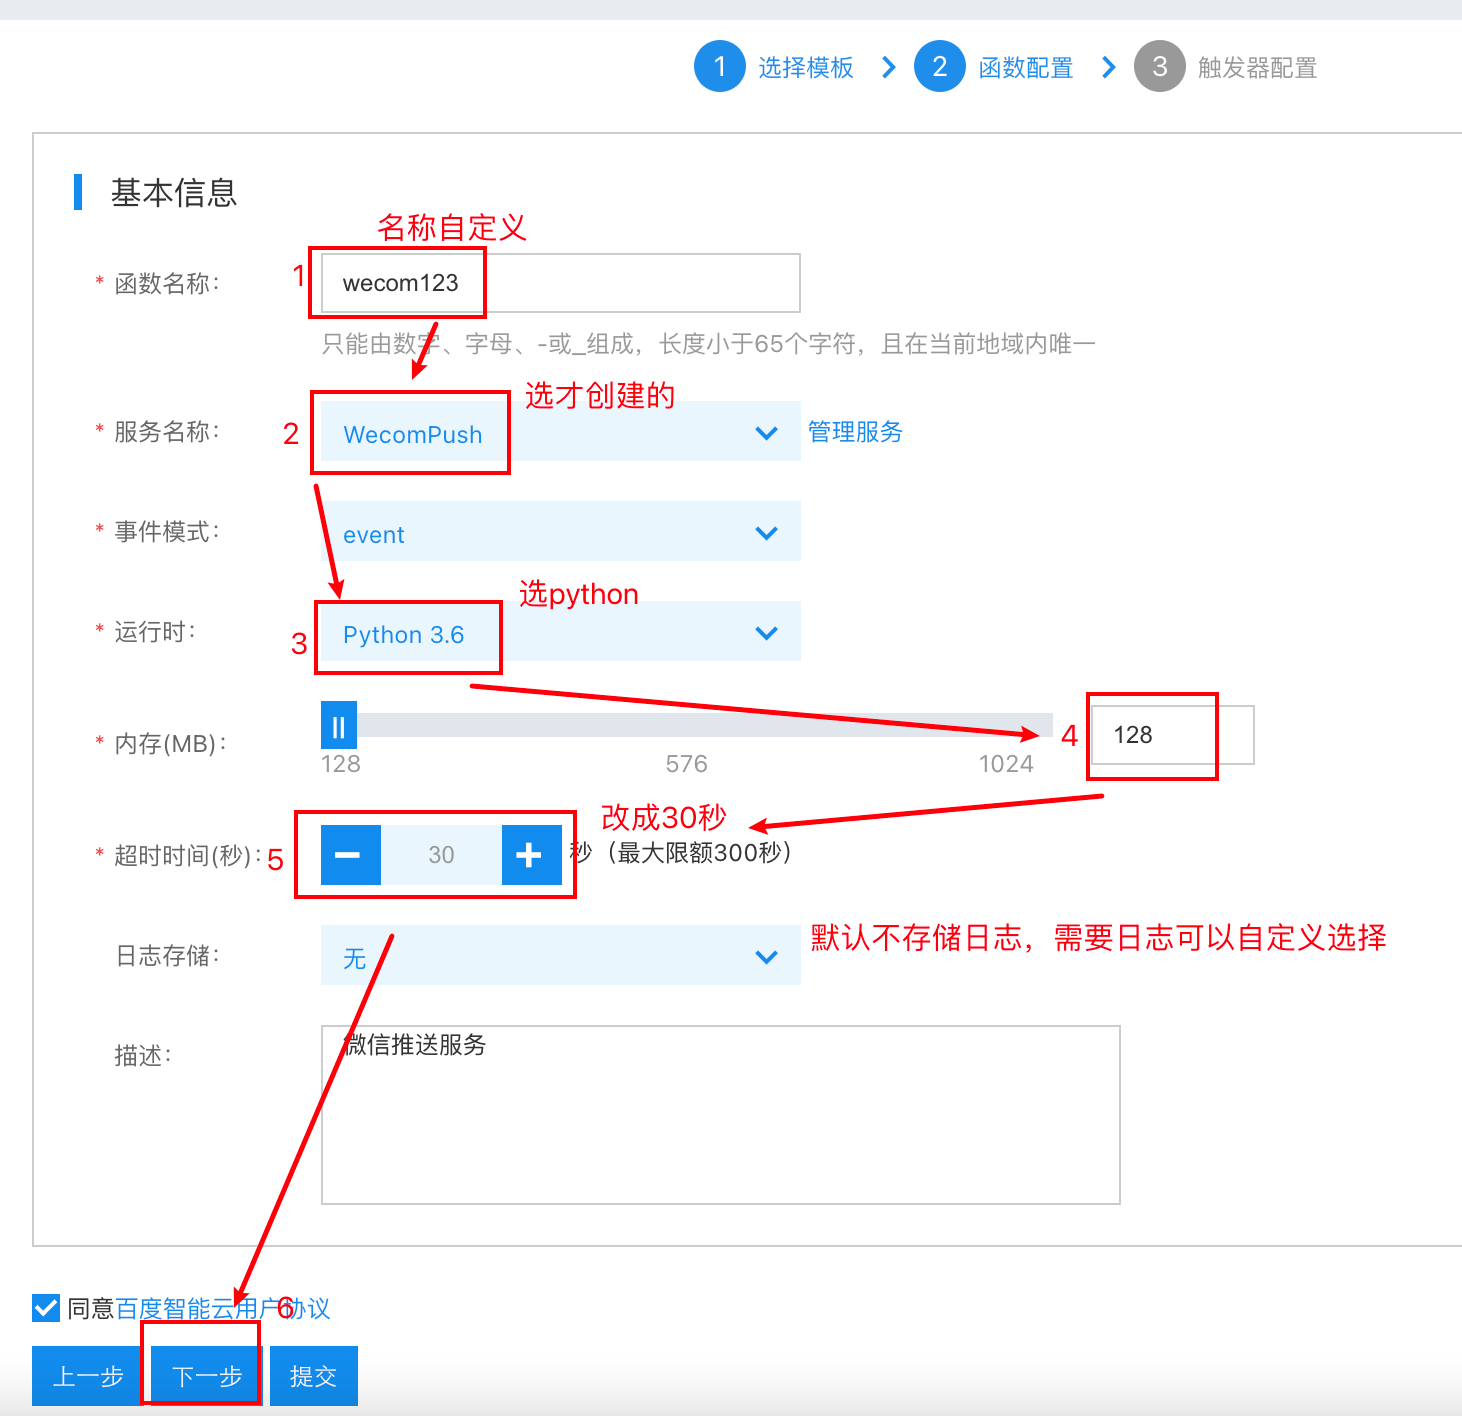 1 选择模板 2 函数配置 3 触发器配置
基本信息
名称自定义
* 函数名称： 1 wecom123
只能由数字、字母、-或_组成，长度小于65个字符，且在当前地域内唯一
选才创建的
* 服务名称： 2 WecomPush 管理服务
* 事件模式： event
选python
* 运行时： 3 Python 3.6
* 内存(MB)： 4 128
128 576 1024
改成30秒
* 超时时间(秒)： 5 30 秒（最大限额300秒）
默认不存储日志，需要日志可以自定义选择
日志存储： 无
描述： 微信推送服务
同意百度智能云用户协议 6
上一步 下一步 提交